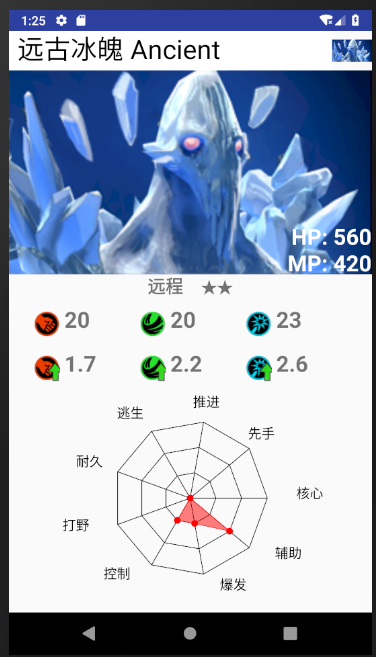 1:25
远古冰魄 Ancient
HP: 560
MP: 420
远程 ★★
20 20 23
1.7 2.2 2.6
推进
逃生 先手
耐久
核心
打野
辅助
控制
爆发